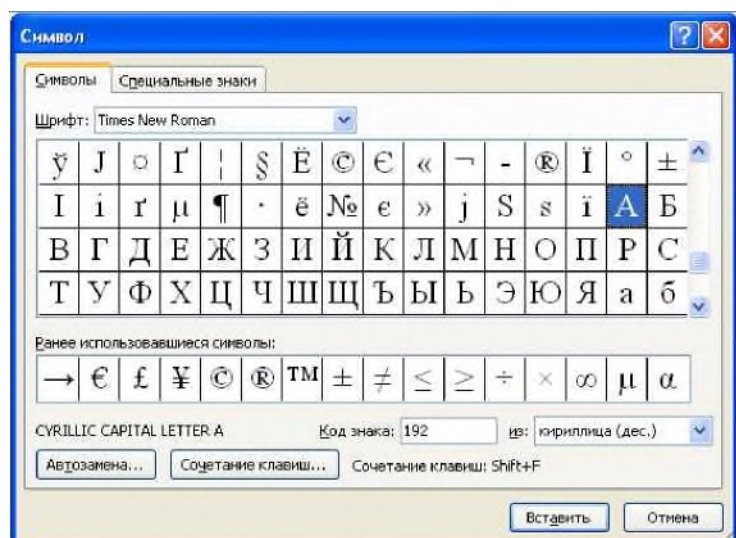 Символ
Символы Специальные знаки
Шрифт: Times New Roman
ў Ј ¤ Ґ ¦ § Ё © Є « ¬ - ® Ї ° ±
І і ґ µ ¶ · ё № є » ј Ѕ ѕ ї А Б
В Г Д Е Ж З И Й К Л М Н О П Р С
Т У Ф Х Ц Ч Ш Щ Ъ Ы Ь Э Ю Я а б
Ранее использовавшиеся символы:
→ € £ ¥ © ® ™ ± ≠ ≤ ≥ ÷ × ∞ µ α
CYRILLIC CAPITAL LETTER A Код знака: 192 из: кириллица (дес.)
Автозамена... Сочетание клавиш... Сочетание клавиш: Shift+F
Вставить Отмена